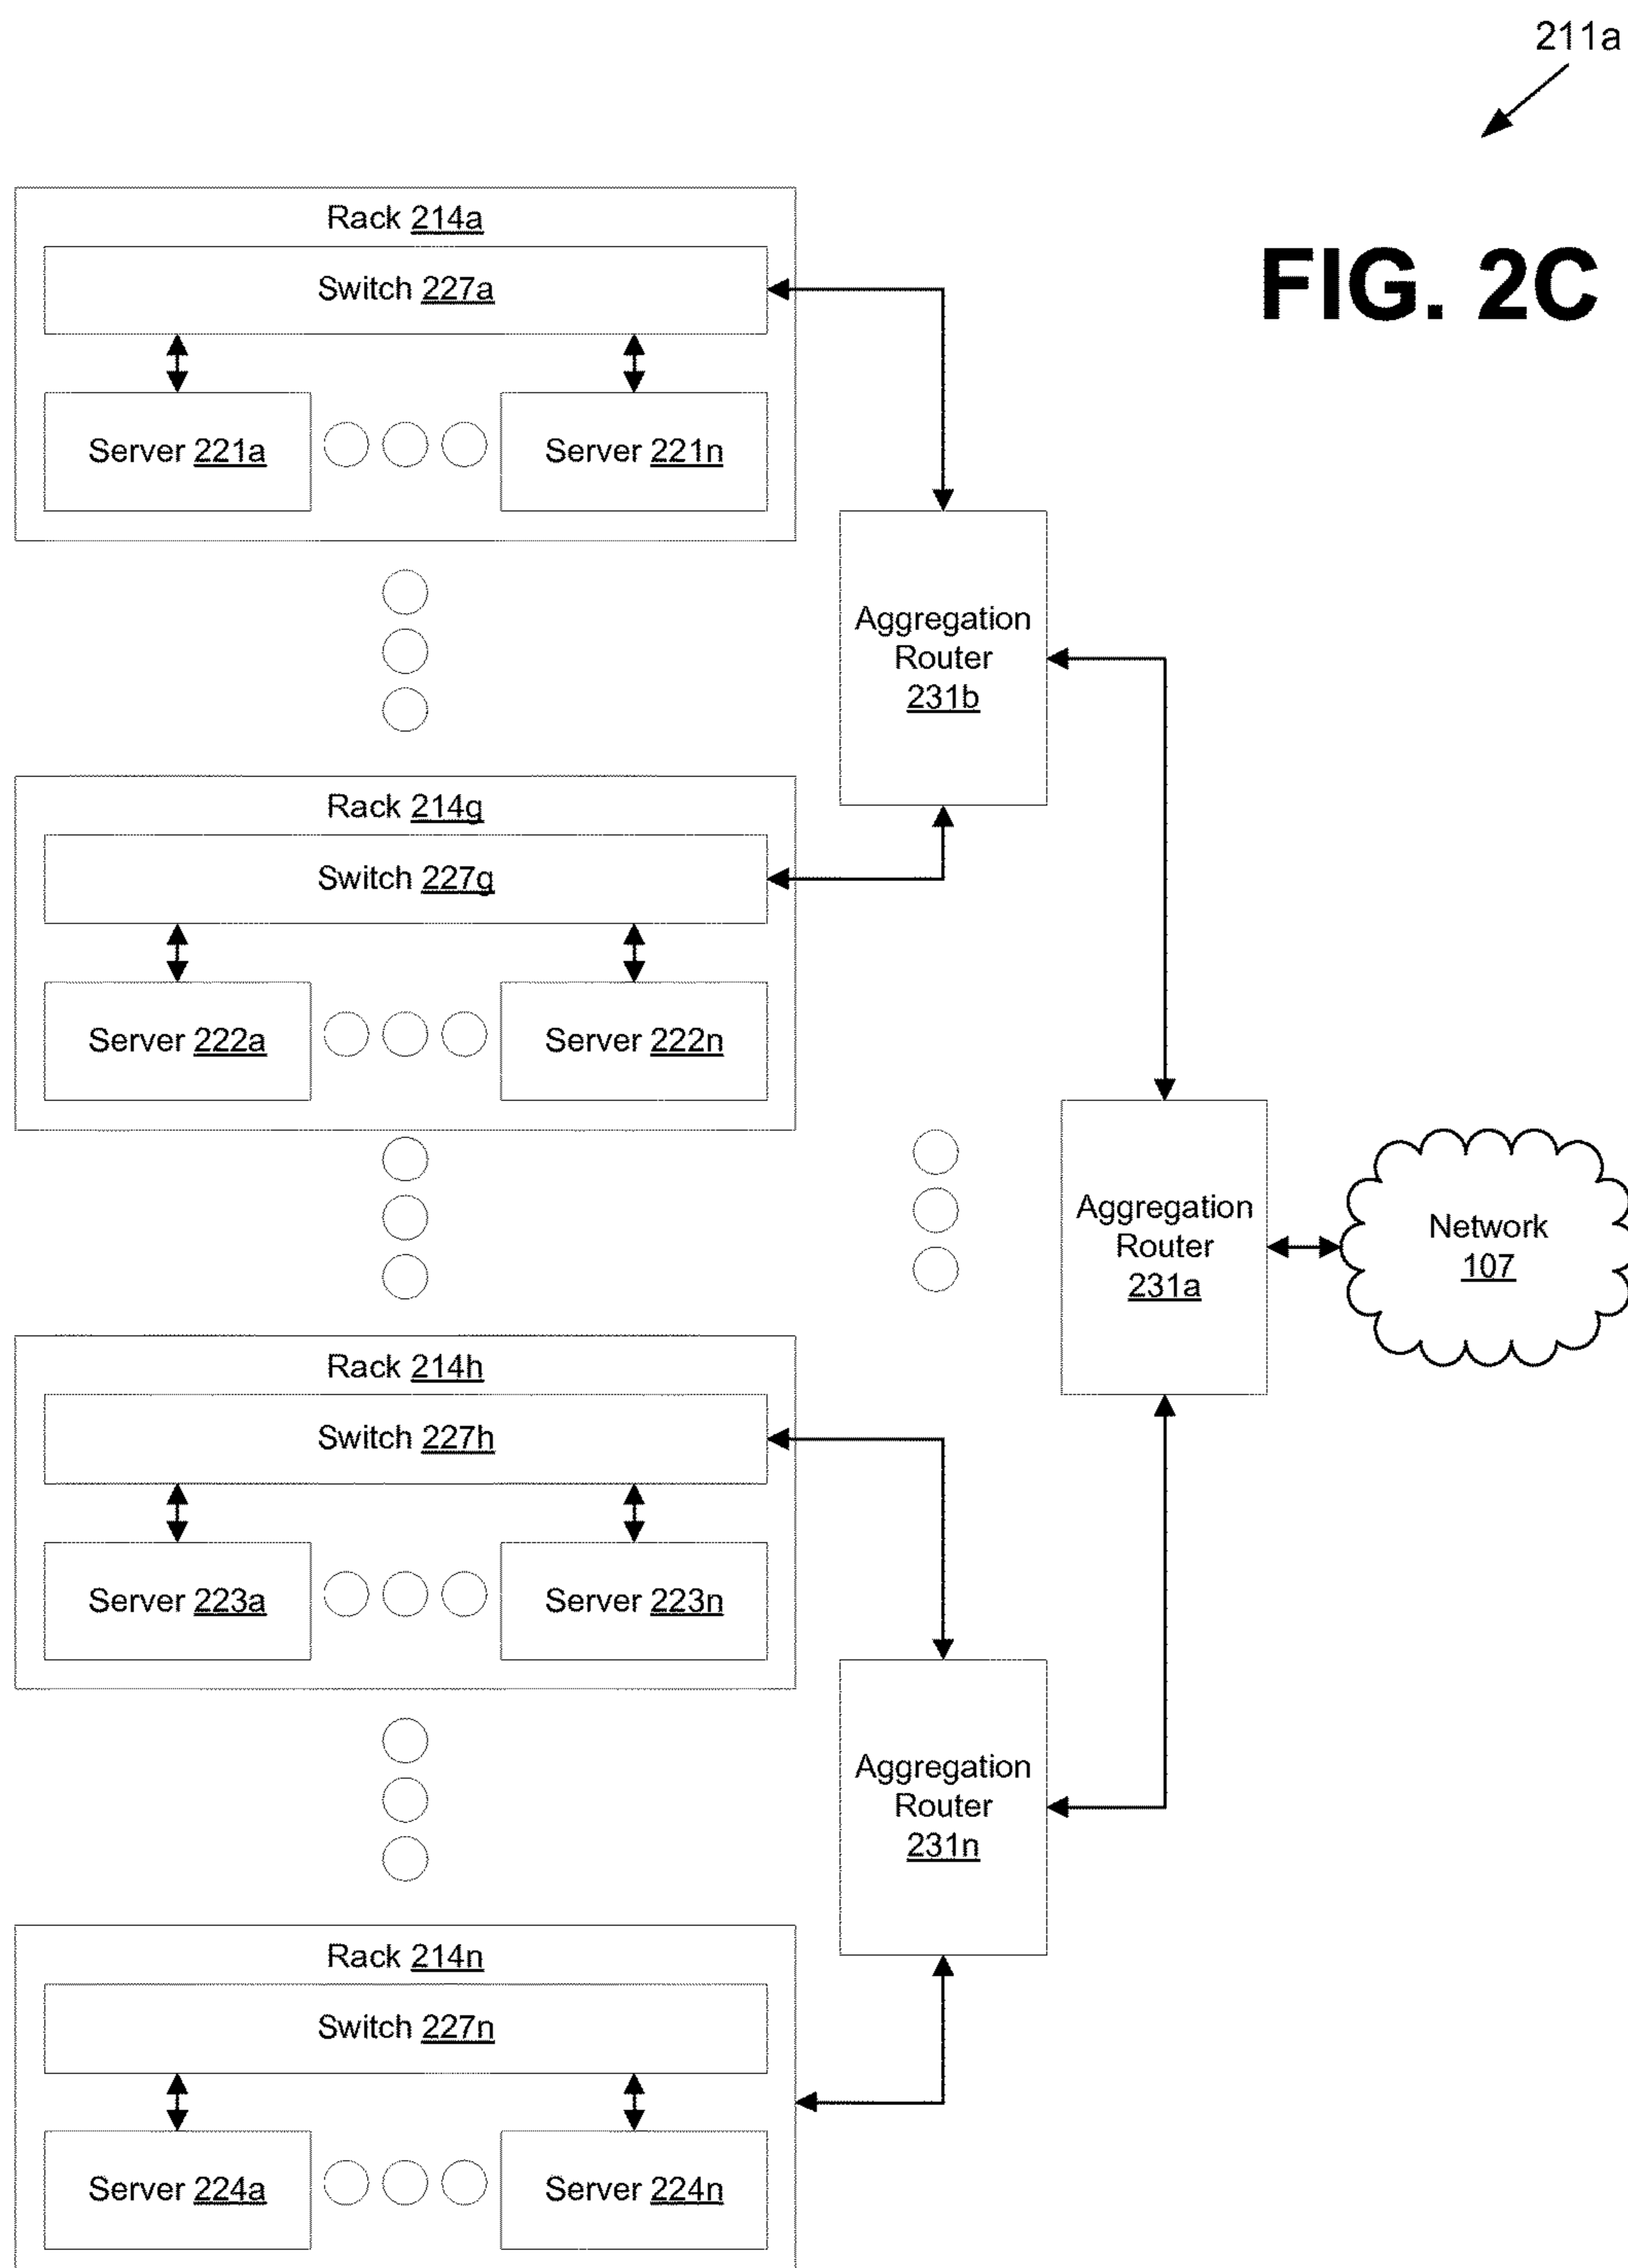 211a
FIG. 2C
Rack 214a
Switch 227a
Server 221a
Server 221n
Aggregation
Router
231b
Rack 214g
Switch 227g
Server 222a
Server 222n
Aggregation
Router
231a
Network
107
Rack 214h
Switch 227h
Server 223a
Server 223n
Aggregation
Router
231n
Rack 214n
Switch 227n
Server 224a
Server 224n